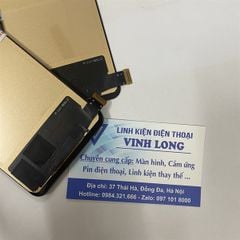 LINH KIỆN ĐIỆN THOẠI
VINH LONG
Chuyên cung cấp: Màn hình, Cảm ứng
Pin điện thoại, Linh kiện thay thế ...
Địa chỉ: 37 Thái Hà, Đống Đa, Hà Nội
Hotline: 0984.321.666 - Zalo: 097 101 8000